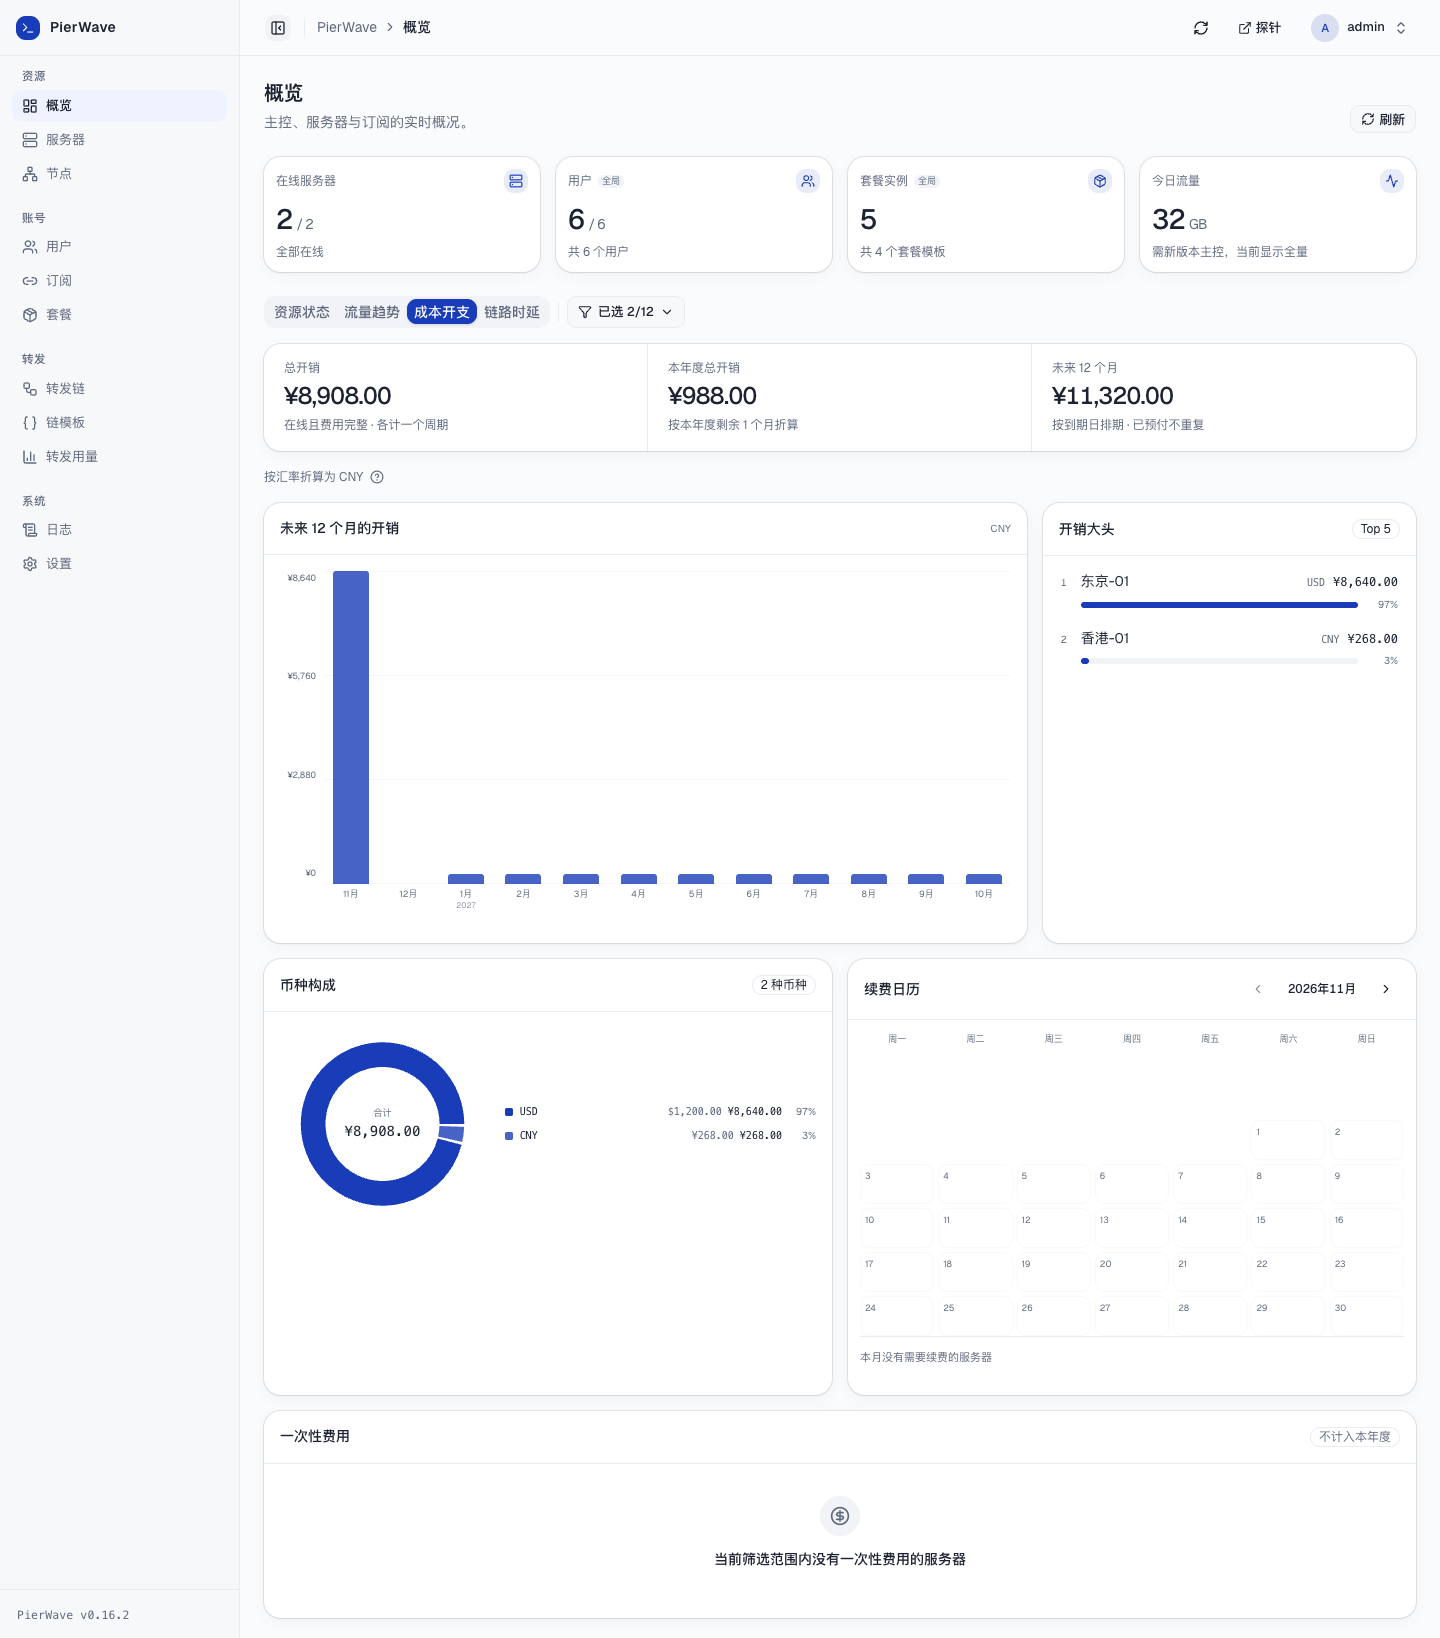 PierWave
资源
概览
服务器
节点
账号
用户
订阅
套餐
转发
转发链
链模板
转发用量
系统
日志
设置
PierWave v0.16.2
PierWave > 概览
探针
A admin
概览
主控、服务器与订阅的实时概况。
刷新
在线服务器
2 / 2
全部在线
用户 全局
6 / 6
共 6 个用户
套餐实例 全局
5
共 4 个套餐模板
今日流量
32 GB
需新版本主控，当前显示全量
资源状态 流量趋势 成本开支 链路时延 已选 2/12
总开销
¥8,908.00
在线且费用完整 · 各计一个周期
本年度总开销
¥988.00
按本年度剩余 1 个月折算
未来 12 个月
¥11,320.00
按到期日排期 · 已预付不重复
按汇率折算为 CNY
未来 12 个月的开销 CNY
¥8,640
¥5,760
¥2,880
¥0
11月 12月 1月 2月 3月 4月 5月 6月 7月 8月 9月 10月
2027
开销大头 Top 5
1 东京-01 USD ¥8,640.00
97%
2 香港-01 CNY ¥268.00
3%
币种构成 2 种币种
合计
¥8,908.00
USD $1,200.00 ¥8,640.00 97%
CNY ¥268.00 ¥268.00 3%
续费日历 2026年11月
周一 周二 周三 周四 周五 周六 周日
1 2
3 4 5 6 7 8 9
10 11 12 13 14 15 16
17 18 19 20 21 22 23
24 25 26 27 28 29 30
本月没有需要续费的服务器
一次性费用 不计入本年度
当前筛选范围内没有一次性费用的服务器